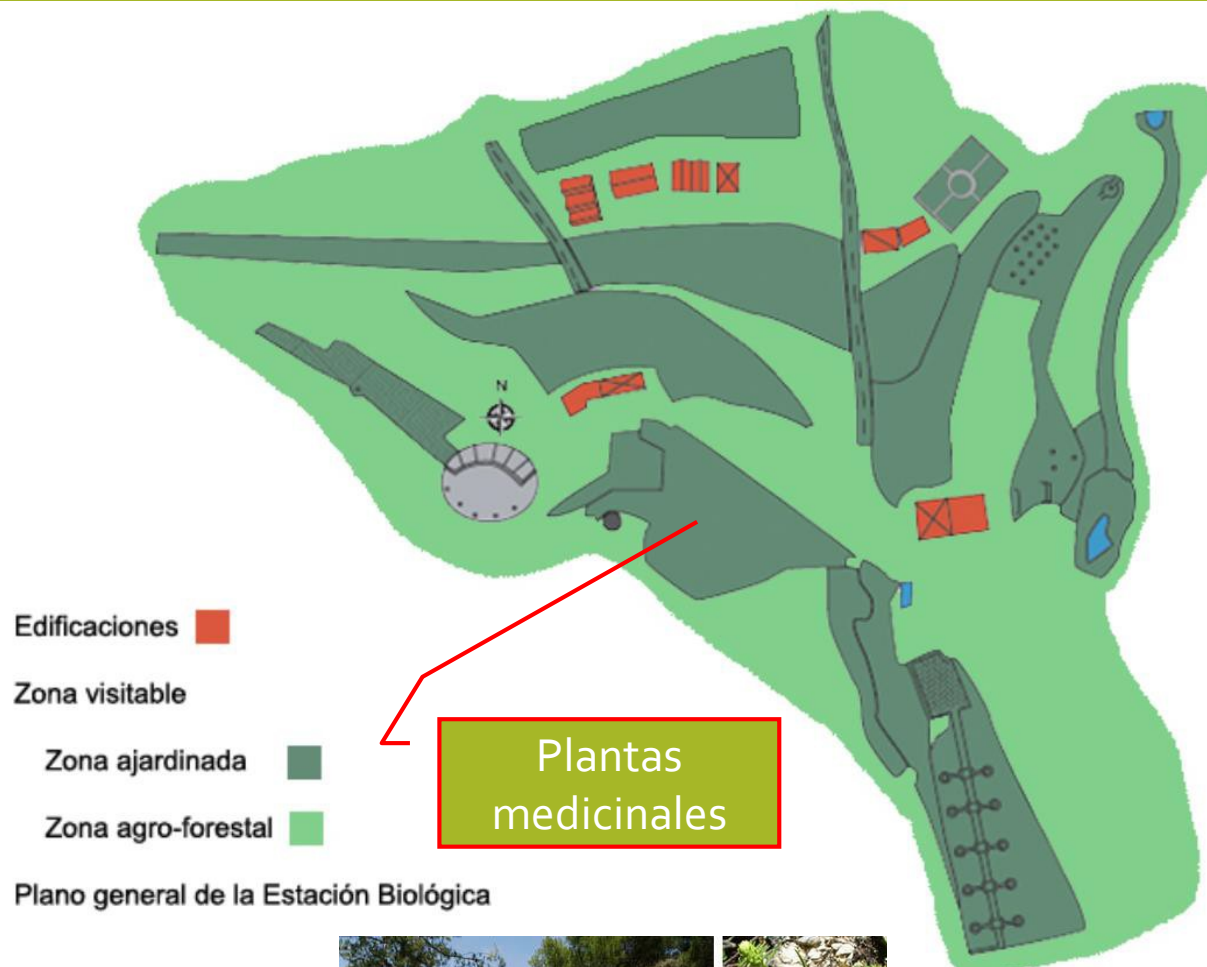 N
Edificaciones
Zona visitable
Zona ajardinada
Zona agro-forestal
Plano general de la Estación Biológica
Plantas
medicinales